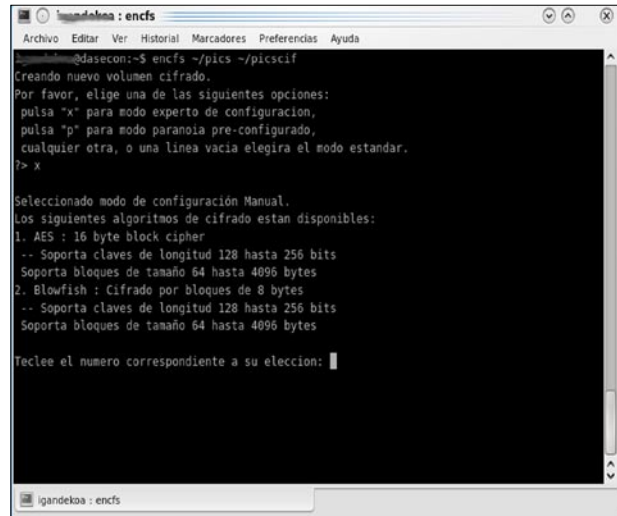 : encfs
Archivo Editar Ver Historial Marcadores Preferencias Ayuda
@dasecon:~$ encfs ~/pics ~/picscif
Creando nuevo volumen cifrado.
Por favor, elige una de las siguientes opciones:
pulsa "x" para modo experto de configuracion,
pulsa "p" para modo paranoia pre-configurado,
cualquier otra, o una linea vacia elegira el modo estandar.
?> x
Seleccionado modo de configuración Manual.
Los siguientes algoritmos de cifrado estan disponibles:
1. AES : 16 byte block cipher
-- Soporta claves de longitud 128 hasta 256 bits
Soporta bloques de tamaño 64 hasta 4096 bytes
2. Blowfish : Cifrado por bloques de 8 bytes
-- Soporta claves de longitud 128 hasta 256 bits
Soporta bloques de tamaño 64 hasta 4096 bytes
Teclee el numero correspondiente a su eleccion:
igandekoa : encfs